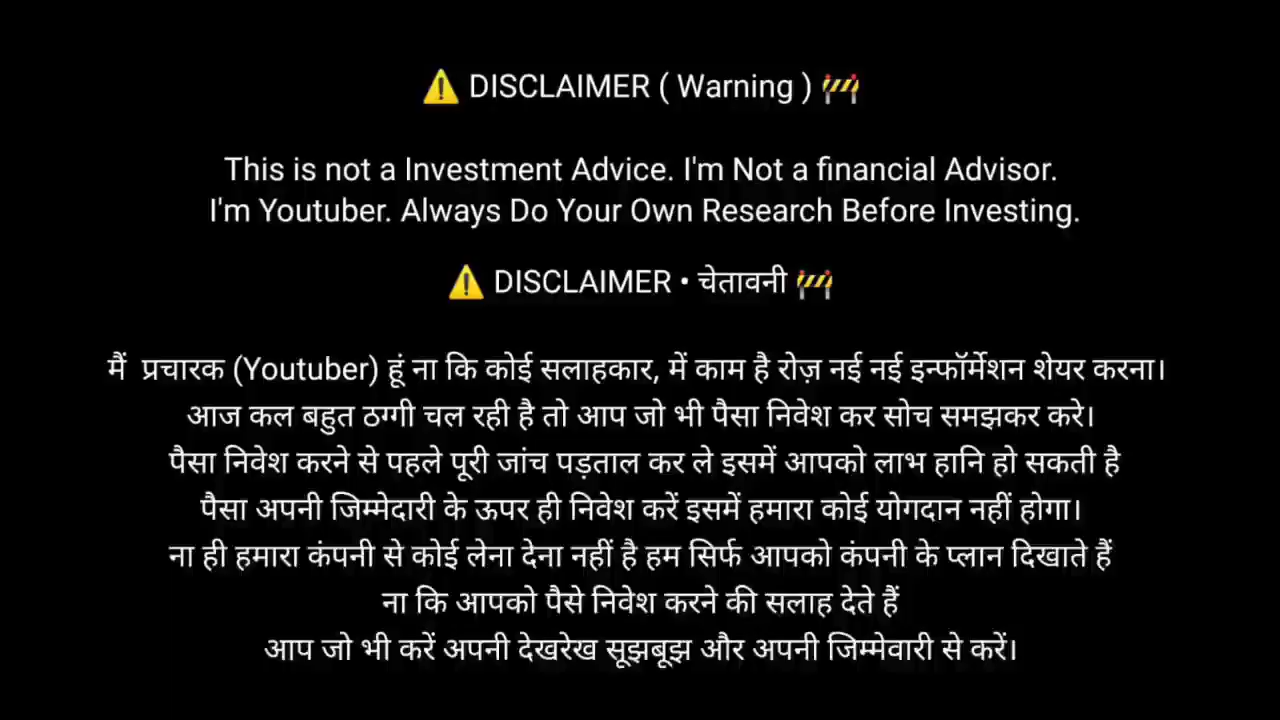 ⚠️ DISCLAIMER ( Warning ) 🚧
This is not a Investment Advice. I'm Not a financial Advisor.
I'm Youtuber. Always Do Your Own Research Before Investing.
⚠️ DISCLAIMER • चेतावनी 🚧
मैं प्रचारक (Youtuber) हूं ना कि कोई सलाहकार, में काम है रोज़ नई नई इन्फॉर्मेशन शेयर करना।
आज कल बहुत ठग्गी चल रही है तो आप जो भी पैसा निवेश कर सोच समझकर करे।
पैसा निवेश करने से पहले पूरी जांच पड़ताल कर ले इसमें आपको लाभ हानि हो सकती है
पैसा अपनी जिम्मेदारी के ऊपर ही निवेश करें इसमें हमारा कोई योगदान नहीं होगा।
ना ही हमारा कंपनी से कोई लेना देना नहीं है हम सिर्फ आपको कंपनी के प्लान दिखाते हैं
ना कि आपको पैसे निवेश करने की सलाह देते हैं
आप जो भी करें अपनी देखरेख सूझबूझ और अपनी जिम्मेवारी से करें।